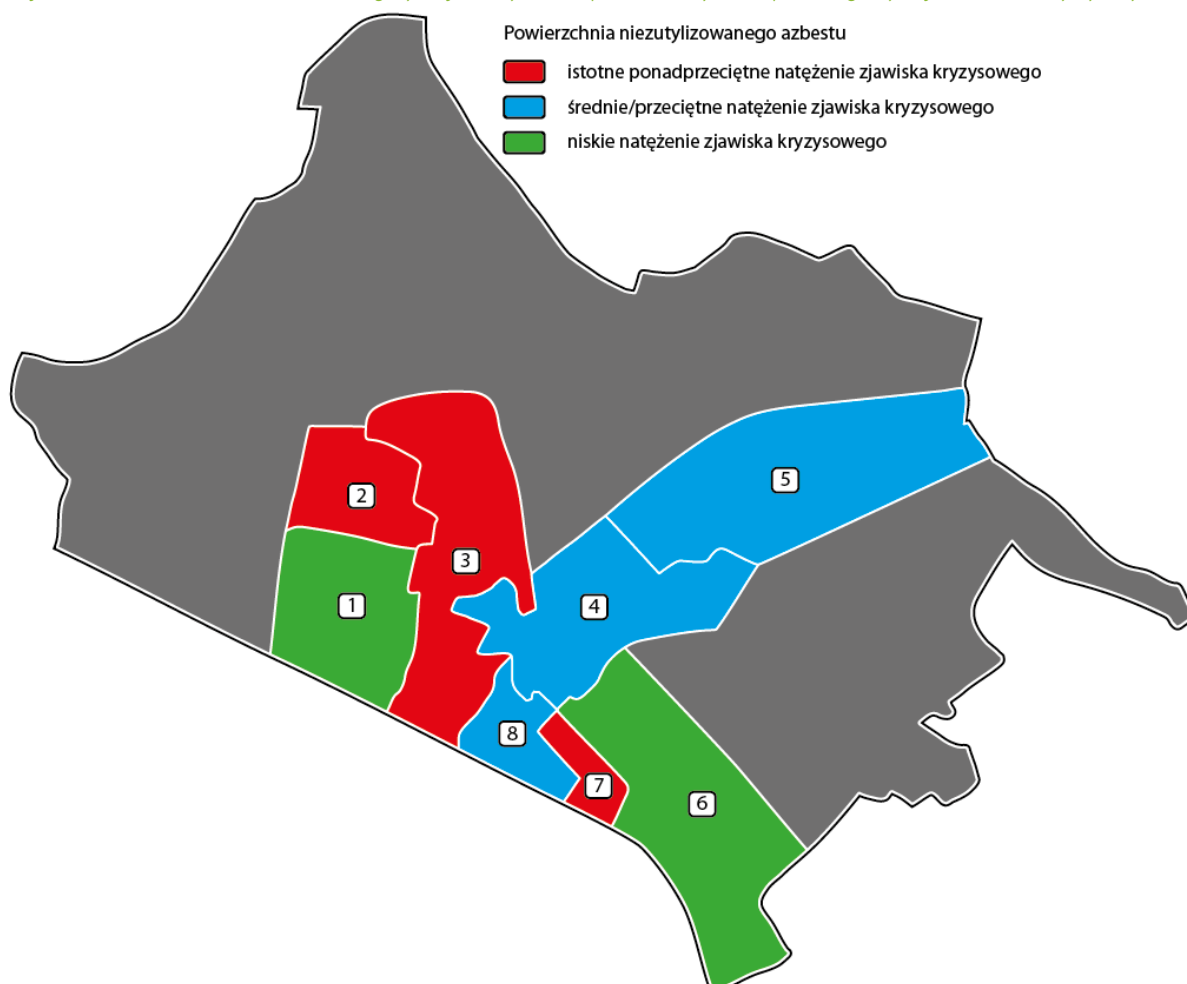 Powierzchnia niezutylizowanego azbestu
istotne ponadprzeciętne natężenie zjawiska kryzysowego
średnie/przeciętne natężenie zjawiska kryzysowego
niskie natężenie zjawiska kryzysowego
5
2
3
1
4
8
7
6